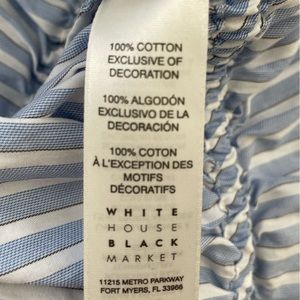 100% COTTON
EXCLUSIVE OF
DECORATION
100% ALGODÓN
EXCLUSIVO DE LA
DECORACIÓN
100% COTON
À L'EXCEPTION DES
MOTIFS
DÉCORATIFS
WHITE
HOUSE
BLACK
MARKET
11215 METRO PARKWAY
FORT MYERS, FL 33966